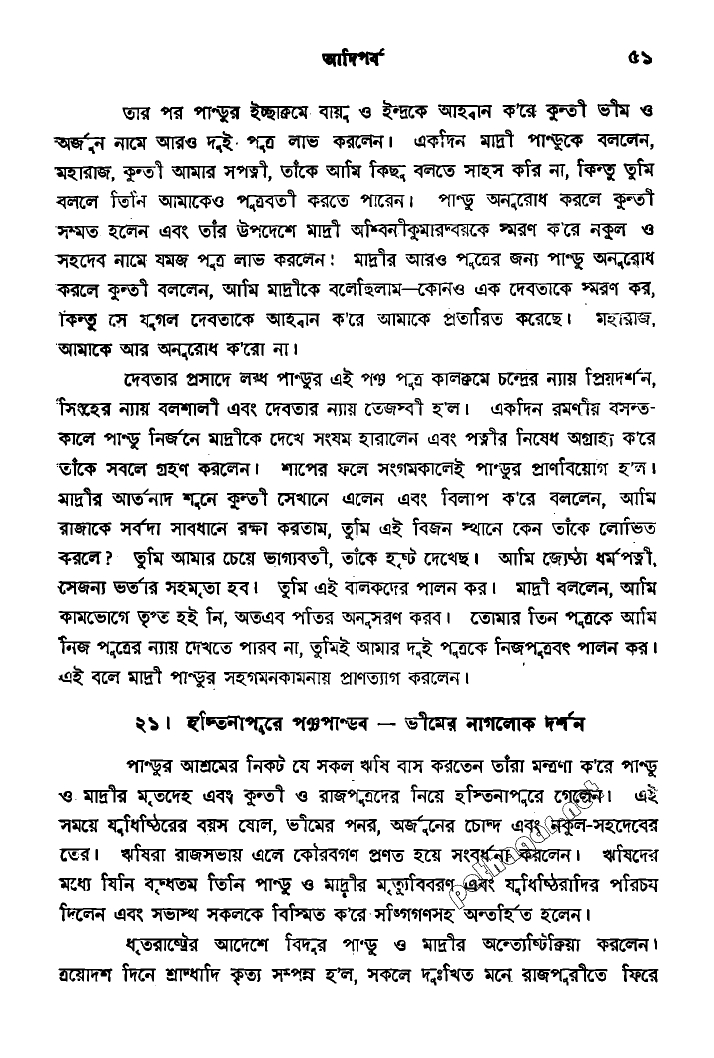 আদিপর্ব ৫১
তার পর পাণ্ডুর ইচ্ছাক্রমে বায়ু ও ইন্দ্রকে আহ্বান ক'রে কুন্তী ভীম ও
অর্জুন নামে আরও দুই পুত্র লাভ করলেন। একদিন মাদ্রী পাণ্ডুকে বললেন,
মহারাজ, কুন্তী আমার সপত্নী, তাঁকে আমি কিছু বলতে সাহস করি না, কিন্তু তুমি
বললে তিনি আমাকেও পুত্রবতী করতে পারেন। পাণ্ডু অনুরোধ করলে কুন্তী
সম্মত হলেন এবং তাঁর উপদেশে মাদ্রী অশ্বিনীকুমারদ্বয়কে স্মরণ ক'রে নকুল ও
সহদেব নামে যমজ পুত্র লাভ করলেন। মাদ্রীর আরও পুত্রের জন্য পাণ্ডু অনুরোধ
করলে কুন্তী বললেন, আমি মাদ্রীকে বলেছিলাম—কোনও এক দেবতাকে স্মরণ কর,
কিন্তু সে যুগল দেবতাকে আহ্বান ক'রে আমাকে প্রতারিত করেছে। মহারাজ,
আমাকে আর অনুরোধ ক'রো না।
দেবতার প্রসাদে লব্ধ পাণ্ডুর এই পঞ্চ পুত্র কালক্রমে চন্দ্রের ন্যায় প্রিয়দর্শন,
সিংহের ন্যায় বলশালী এবং দেবতার ন্যায় তেজস্বী হ'ল। একদিন রমণীয় বসন্ত-
কালে পাণ্ডু নির্জনে মাদ্রীকে দেখে সংযম হারালেন এবং পত্নীর নিষেধ অগ্রাহ্য ক'রে
তাঁকে সবলে গ্রহণ করলেন। শাপের ফলে সংগমকালেই পাণ্ডুর প্রাণবিয়োগ হ'ল।
মাদ্রীর আর্তনাদ শুনে কুন্তী সেখানে এলেন এবং বিলাপ ক'রে বললেন, আমি
রাজাকে সর্বদা সাবধানে রক্ষা করতাম, তুমি এই বিজন স্থানে কেন তাঁকে লোভিত
করলে? তুমি আমার চেয়ে ভাগ্যবতী, তাঁকে হৃষ্ট দেখেছ। আমি জ্যেষ্ঠা ধর্মপত্নী,
সেজন্য ভর্তার সহমৃতা হব। তুমি এই বালকদের পালন কর। মাদ্রী বললেন, আমি
কামভোগে তৃপ্ত হই নি, অতএব পতির অনুসরণ করব। তোমার তিন পুত্রকে আমি
নিজ পুত্রের ন্যায় দেখতে পারব না, তুমিই আমার দুই পুত্রকে নিজপুত্রবৎ পালন কর।
এই বলে মাদ্রী পাণ্ডুর সহগমনকামনায় প্রাণত্যাগ করলেন।
২১। হস্তিনাপুরে পঞ্চপাণ্ডব — ভীমের নাগলোক দর্শন
পাণ্ডুর আশ্রমের নিকট যে সকল ঋষি বাস করতেন তাঁরা মন্ত্রণা ক'রে পাণ্ডু
ও মাদ্রীর মৃতদেহ এবং কুন্তী ও রাজপুত্রদের নিয়ে হস্তিনাপুরে গেলেন। এই
সময়ে যুধিষ্ঠিরের বয়স ষোল, ভীমের পনর, অর্জুনের চোদ্দ এবং নকুল-সহদেবের
তের। ঋষিরা রাজসভায় এলে কৌরবগণ প্রণত হয়ে সংবর্ধনা করলেন। ঋষিদের
মধ্যে যিনি বৃদ্ধতম তিনি পাণ্ডু ও মাদ্রীর মৃত্যুবিবরণ এবং যুধিষ্ঠিরাদির পরিচয়
দিলেন এবং সভাস্থ সকলকে বিস্মিত ক'রে সঙ্গিগণসহ অন্তর্হিত হলেন।
ধৃতরাষ্ট্রের আদেশে বিদুর পাণ্ডু ও মাদ্রীর অন্ত্যেষ্টিক্রিয়া করলেন।
ত্রয়োদশ দিনে শ্রাদ্ধাদি কৃত্য সম্পন্ন হ'ল, সকলে দুঃখিত মনে রাজপুরীতে ফিরে
pathagar.net